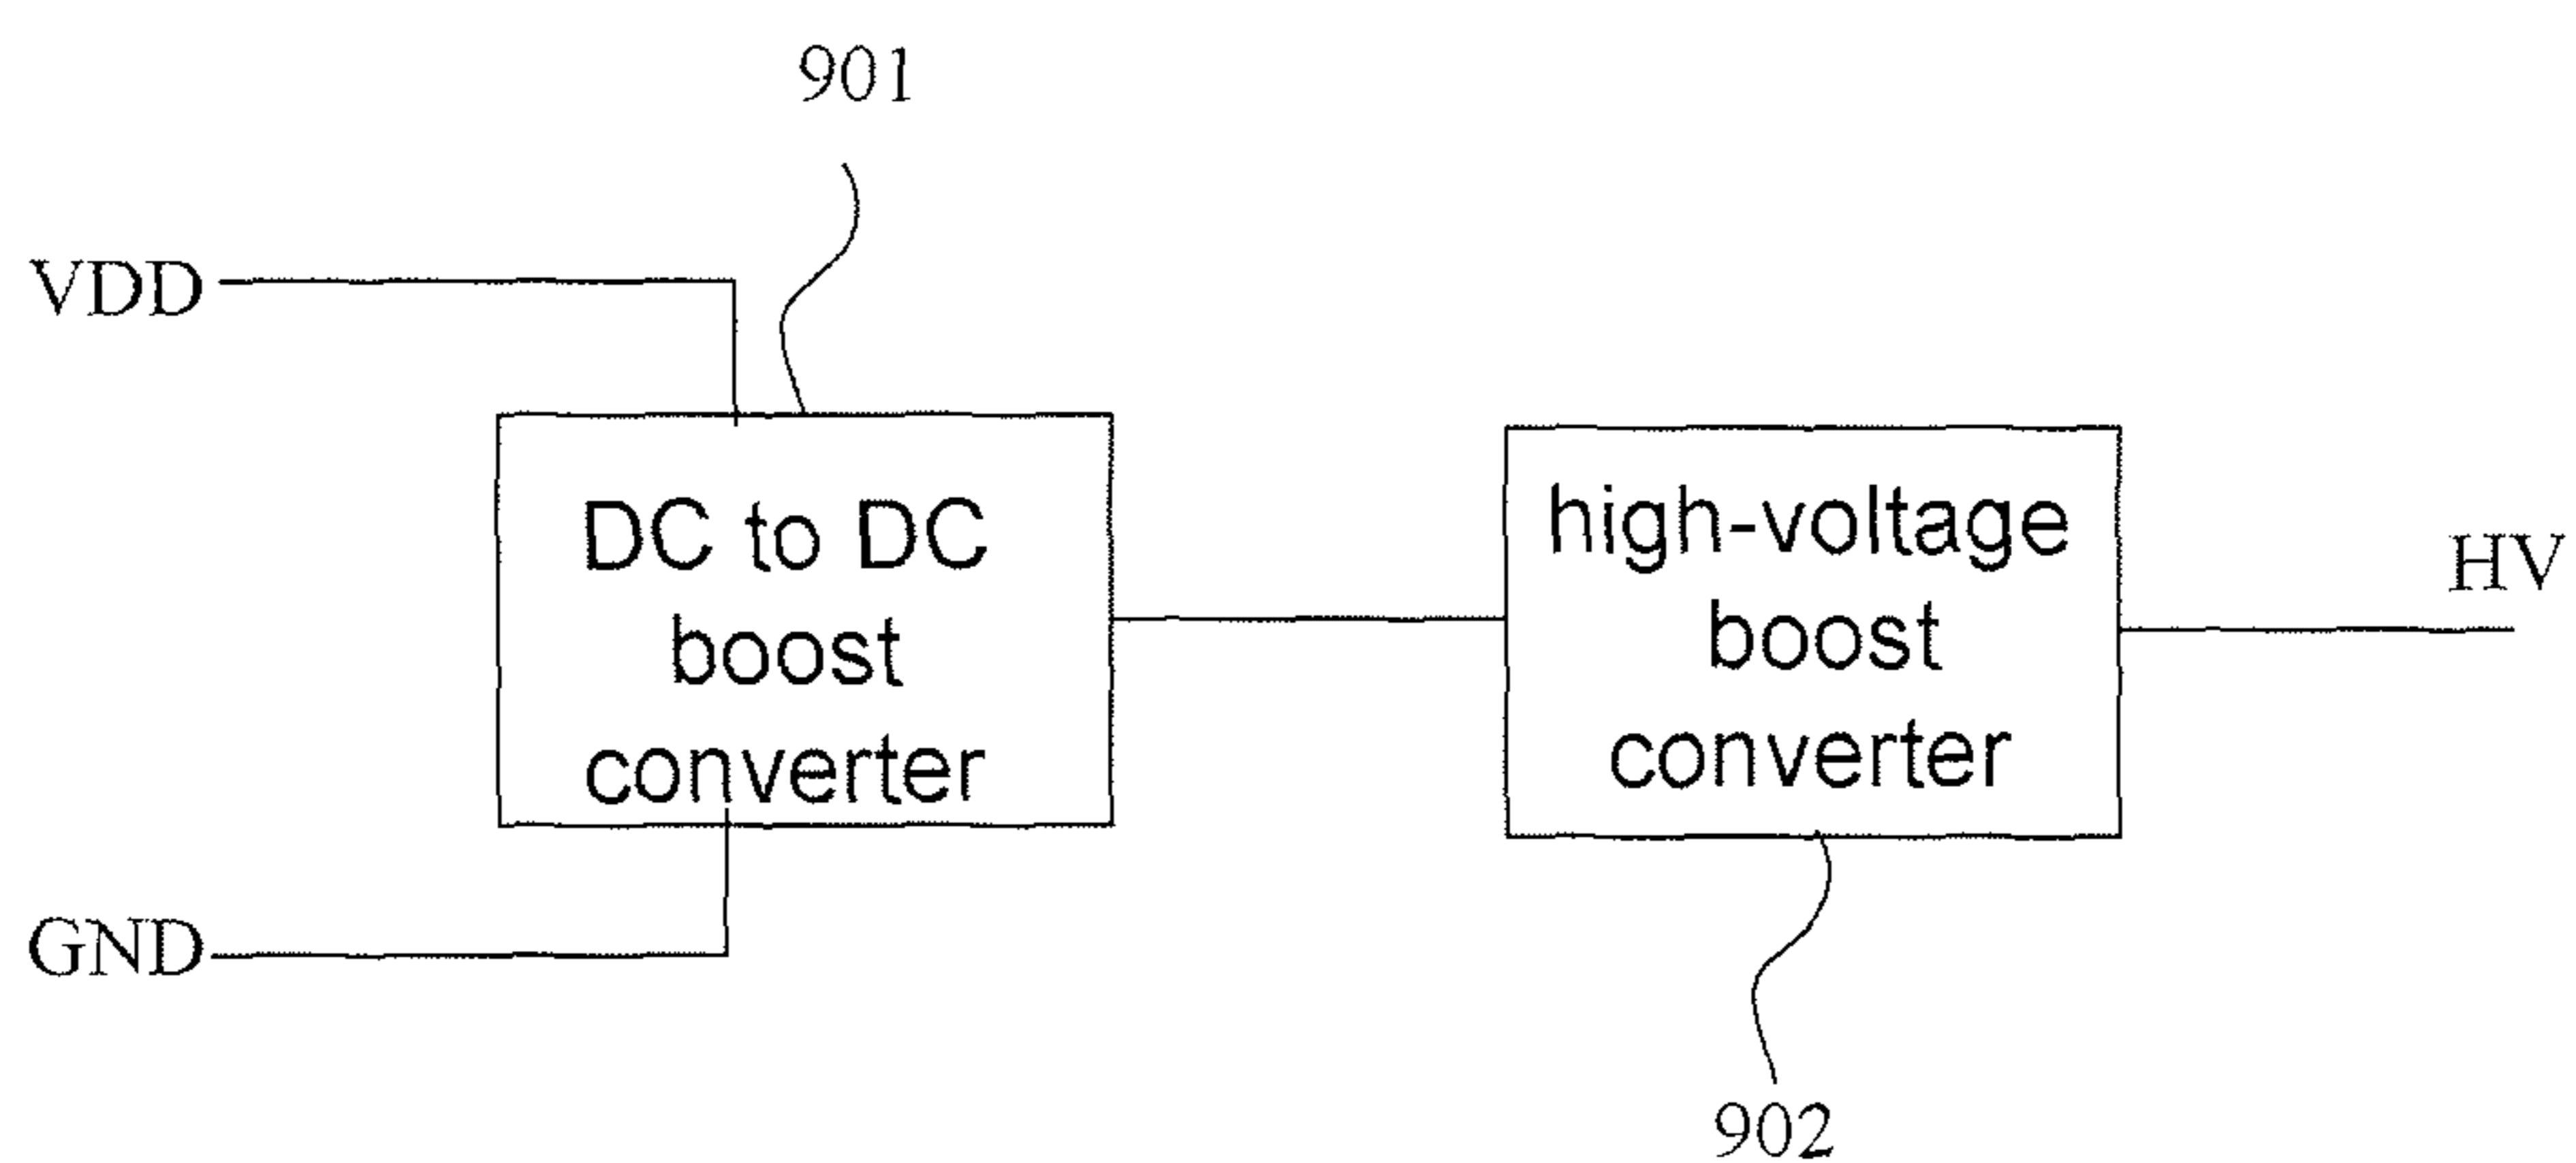 901
VDD
DC to DC
boost
converter
high-voltage
boost
converter
HV
GND
902